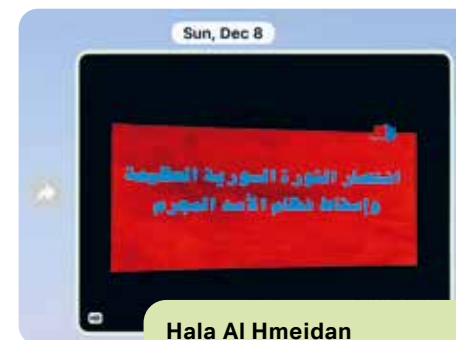 Sun, Dec 8
انتصار الثورة السورية العظيمة
وإسقاط نظام الأسد المجرم
Hala Al Hmeidan